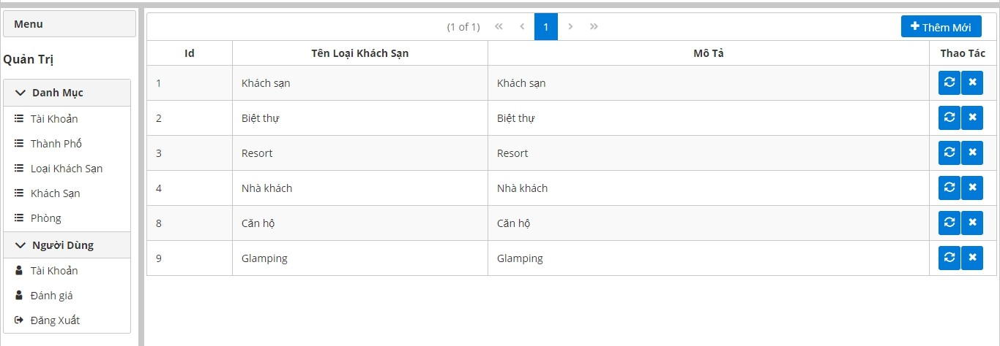 Menu
Quản Trị
Danh Mục
Tài Khoản
Thành Phố
Loại Khách Sạn
Khách Sạn
Phòng
Người Dùng
Tài Khoản
Đánh giá
Đăng Xuất
(1 of 1) 1 Thêm Mới
Id Tên Loại Khách Sạn Mô Tả Thao Tác
1 Khách sạn Khách sạn
2 Biệt thự Biệt thự
3 Resort Resort
4 Nhà khách Nhà khách
8 Căn hộ Căn hộ
9 Glamping Glamping